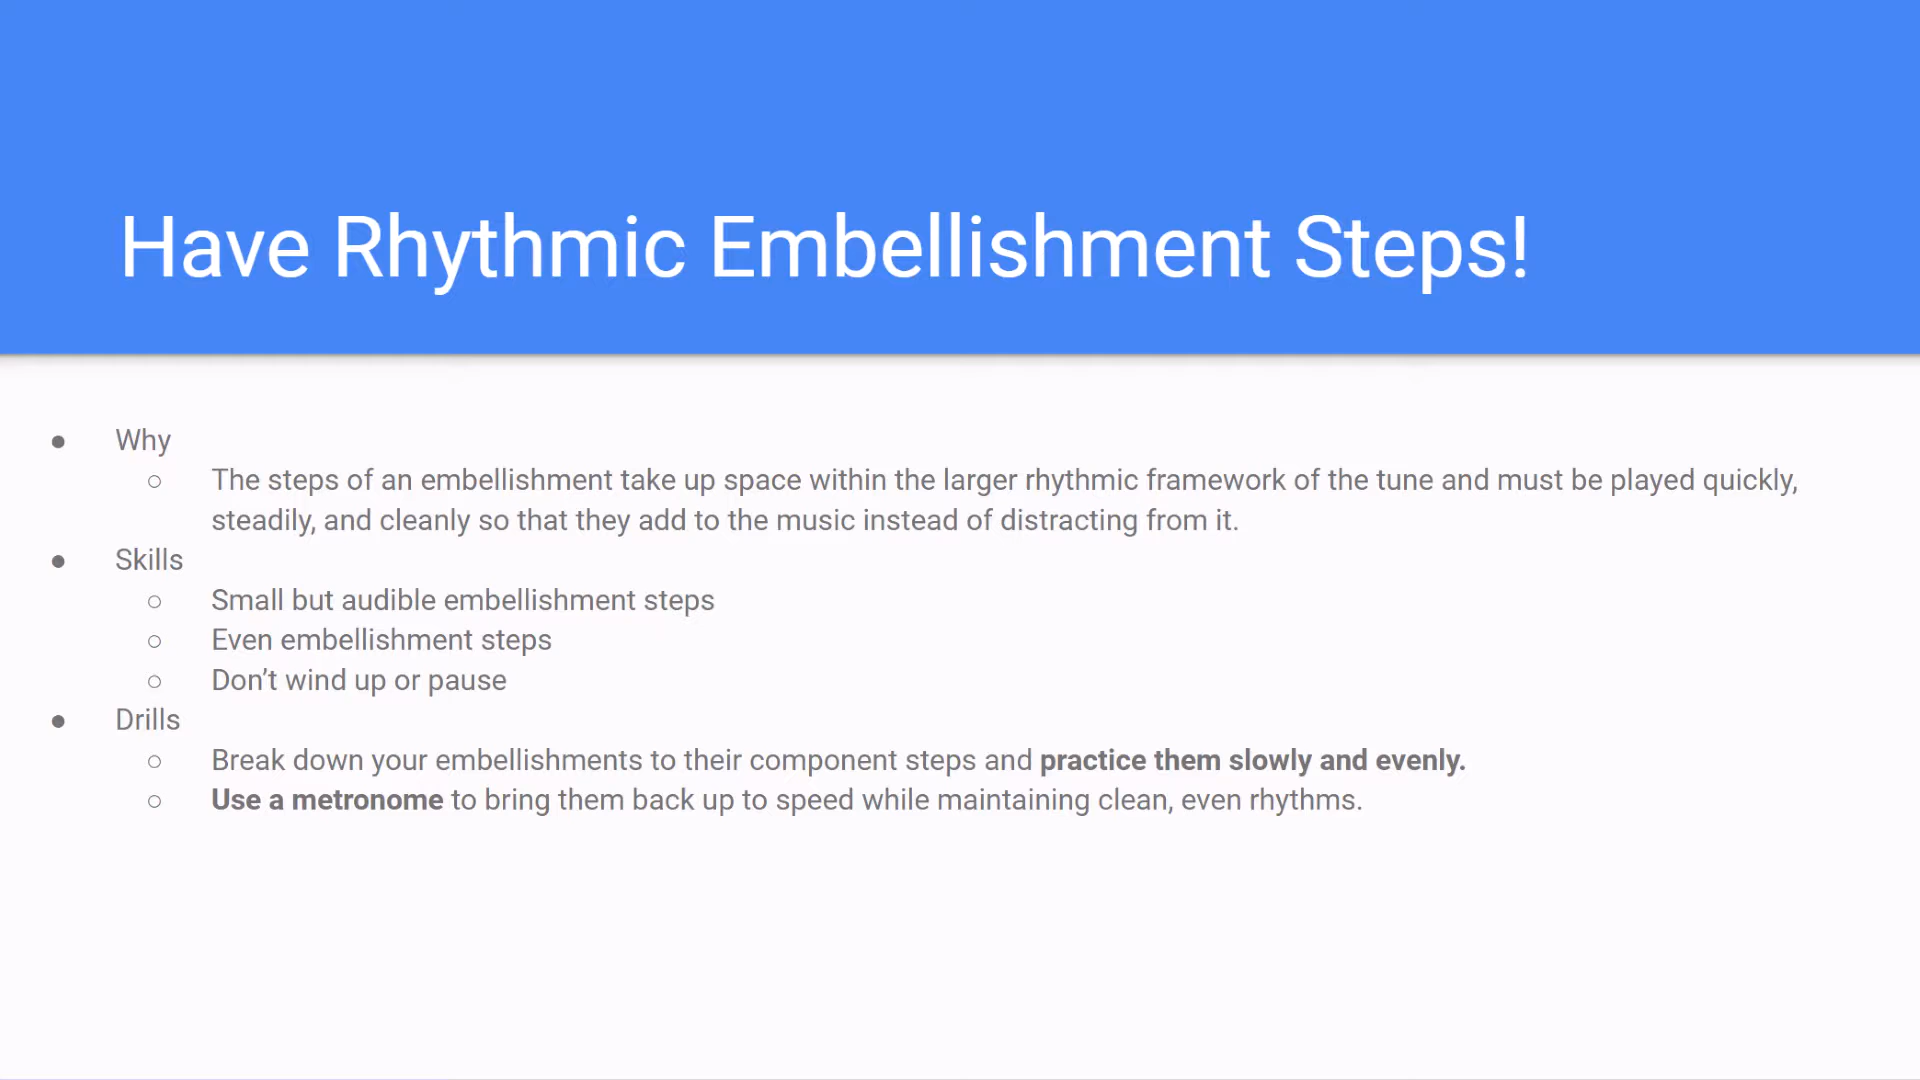 Have Rhythmic Embellishment Steps!
● Why
○ The steps of an embellishment take up space within the larger rhythmic framework of the tune and must be played quickly,
steadily, and cleanly so that they add to the music instead of distracting from it.
● Skills
○ Small but audible embellishment steps
○ Even embellishment steps
○ Don’t wind up or pause
● Drills
○ Break down your embellishments to their component steps and practice them slowly and evenly.
○ Use a metronome to bring them back up to speed while maintaining clean, even rhythms.